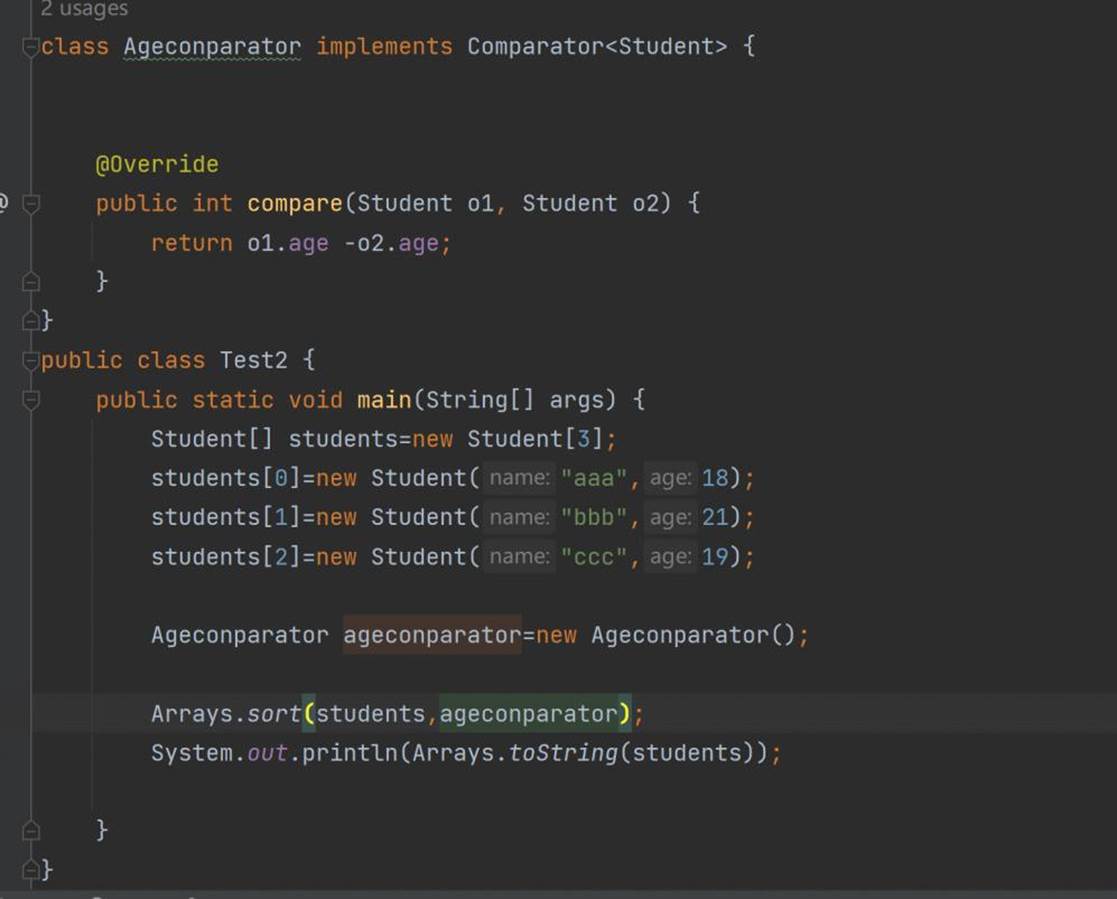 2 usages
class Ageconparator implements Comparator<Student> {
@Override
public int compare(Student o1, Student o2) {
return o1.age -o2.age;
}
}
public class Test2 {
public static void main(String[] args) {
Student[] students=new Student[3];
students[0]=new Student( name: "aaa", age: 18);
students[1]=new Student( name: "bbb", age: 21);
students[2]=new Student( name: "ccc", age: 19);
Ageconparator ageconparator=new Ageconparator();
Arrays.sort(students,ageconparator);
System.out.println(Arrays.toString(students));
}
}